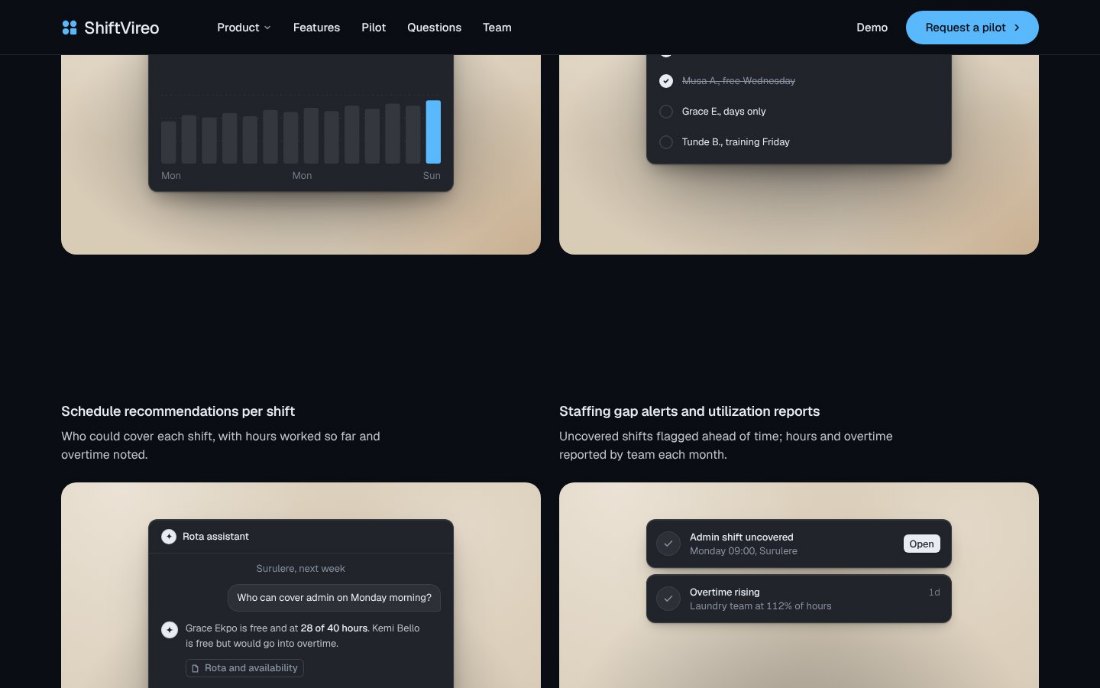 ShiftVireo
Product
Features
Pilot
Questions
Team
Demo
Request a pilot
Mon
Mon
Sun
Musa A., free Wednesday
Grace E., days only
Tunde B., training Friday
Schedule recommendations per shift
Who could cover each shift, with hours worked so far and
overtime noted.
Staffing gap alerts and utilization reports
Uncovered shifts flagged ahead of time; hours and overtime
reported by team each month.
Rota assistant
Surulere, next week
Who can cover admin on Monday morning?
Grace Ekpo is free and at 28 of 40 hours. Kemi Bello
is free but would go into overtime.
Rota and availability
Admin shift uncovered
Monday 09:00, Surulere
Open
Overtime rising
1d
Laundry team at 112% of hours